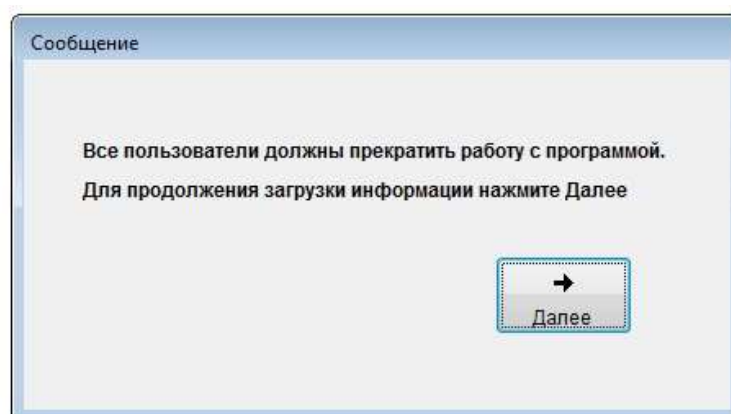 Сообщение
Все пользователи должны прекратить работу с программой.
Для продолжения загрузки информации нажмите Далее
Далее